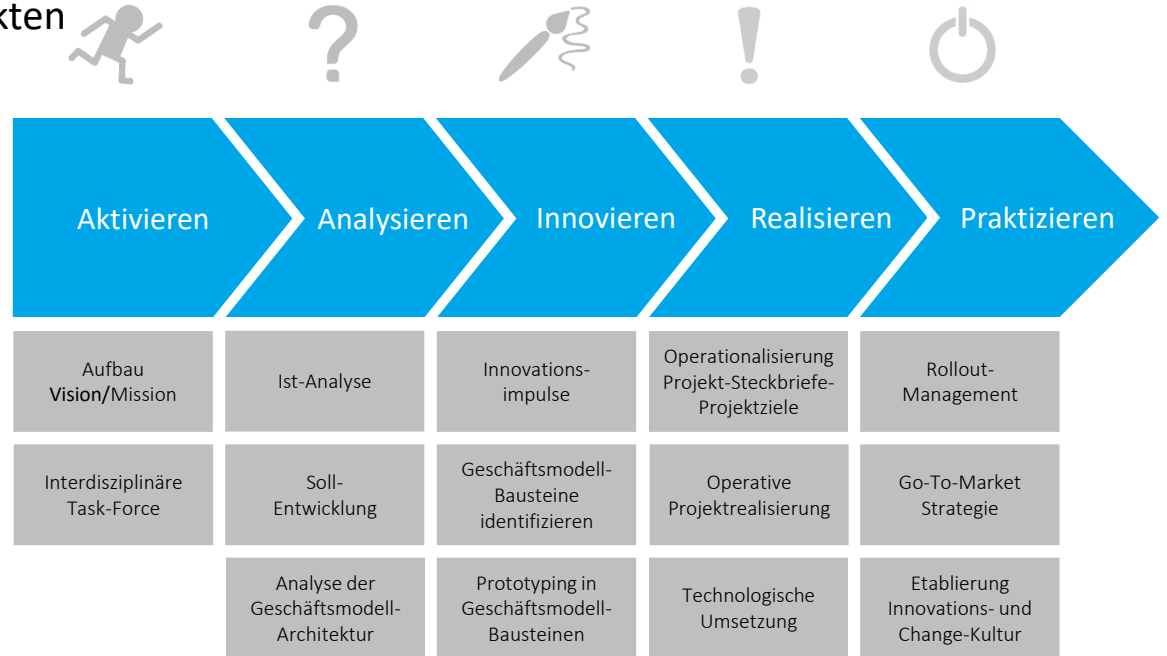 kten
Aktivieren
Analysieren
Innovieren
Realisieren
Praktizieren
Aufbau
Vision/Mission
Ist-Analyse
Innovations-
impulse
Operationalisierung
Projekt-Steckbriefe-
Projektziele
Rollout-
Management
Interdisziplinäre
Task-Force
Soll-
Entwicklung
Geschäftsmodell-
Bausteine
identifizieren
Operative
Projektrealisierung
Go-To-Market
Strategie
Analyse der
Geschäftsmodell-
Architektur
Prototyping in
Geschäftsmodell-
Bausteinen
Technologische
Umsetzung
Etablierung
Innovations- und
Change-Kultur